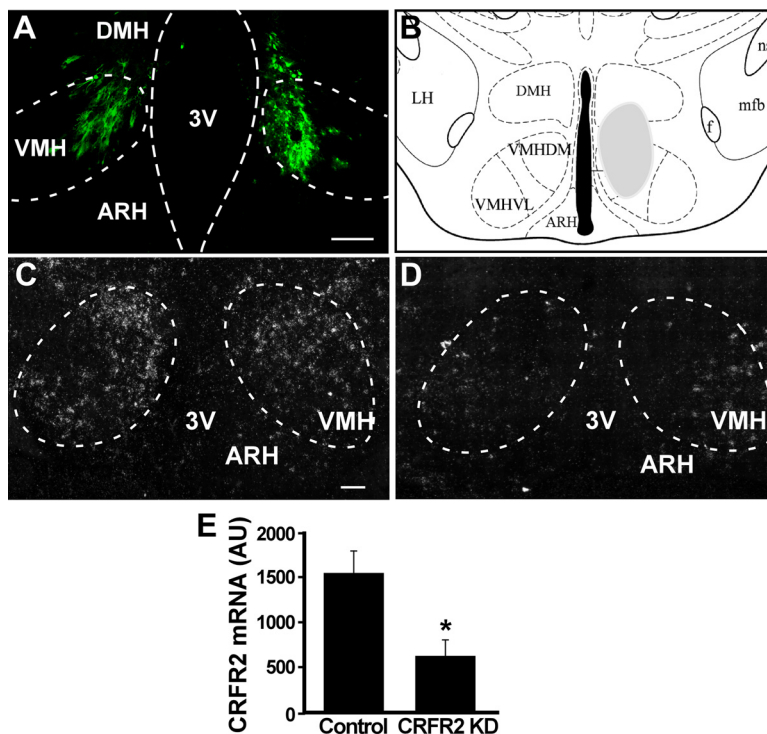 A
DMH
3V
VMH
ARH
B
LH
DMH
VMHDM
VMHVL
ARH
f
mfb
n
C
3V
VMH
ARH
D
3V
VMH
ARH
E
CRFR2 mRNA (AU)
2000
1500
1000
500
0
*
Control
CRFR2 KD